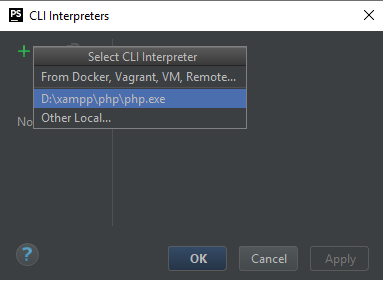 PS CLI Interpreters
Select CLI Interpreter
From Docker, Vagrant, VM, Remote...
D:\xampp\php\php.exe
Other Local...
No
?
OK
Cancel
Apply